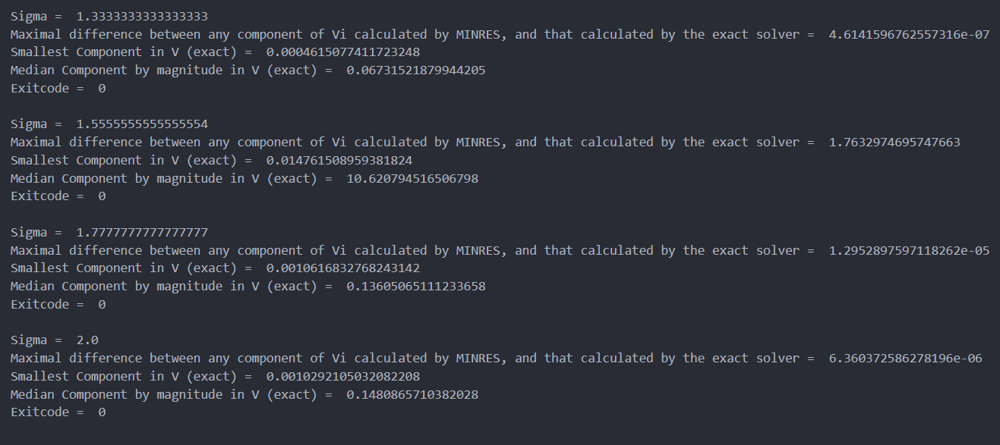 Sigma =  1.3333333333333333
Maximal difference between any component of Vi calculated by MINRES, and that calculated by the exact solver =  4.6141596762557316e-07
Smallest Component in V (exact) =  0.0004615077411723248
Median Component by magnitude in V (exact) =  0.06731521879944205
Exitcode =  0
Sigma =  1.5555555555555554
Maximal difference between any component of Vi calculated by MINRES, and that calculated by the exact solver =  1.7632974695747663
Smallest Component in V (exact) =  0.014761508959381824
Median Component by magnitude in V (exact) =  10.620794516506798
Exitcode =  0
Sigma =  1.7777777777777777
Maximal difference between any component of Vi calculated by MINRES, and that calculated by the exact solver =  1.2952897597118262e-05
Smallest Component in V (exact) =  0.0010616832768243142
Median Component by magnitude in V (exact) =  0.13605065111233658
Exitcode =  0
Sigma =  2.0
Maximal difference between any component of Vi calculated by MINRES, and that calculated by the exact solver =  6.360372586278196e-06
Smallest Component in V (exact) =  0.0010292105032082208
Median Component by magnitude in V (exact) =  0.1480865710382028
Exitcode =  0